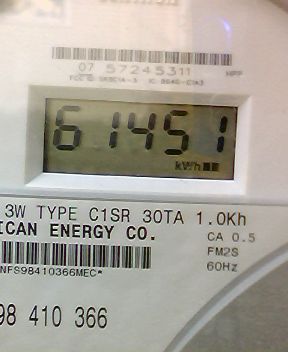 07 57245311
61451
kWh
3W TYPE C1SR 30TA 1.0Kh
ICAN ENERGY CO.
CA 0.5
FM2S
60Hz
NFS98410366MEC*
98 410 366